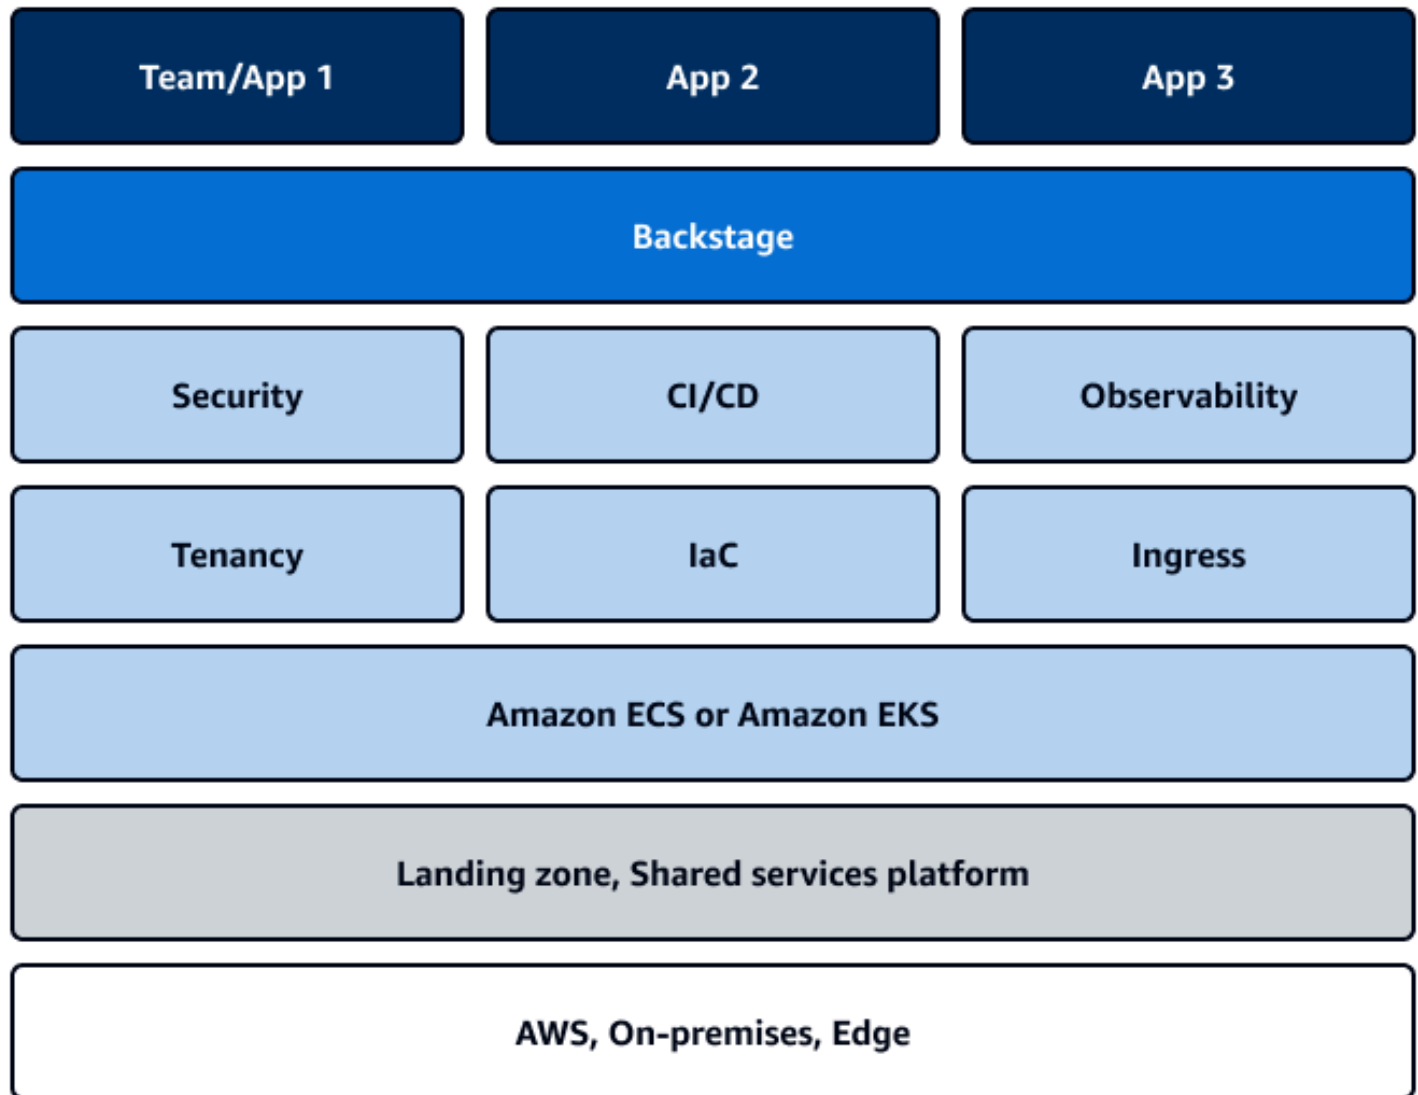 Team/App 1
App 2
App 3
Backstage
Security
CI/CD
Observability
Tenancy
IaC
Ingress
Amazon ECS or Amazon EKS
Landing zone, Shared services platform
AWS, On-premises, Edge